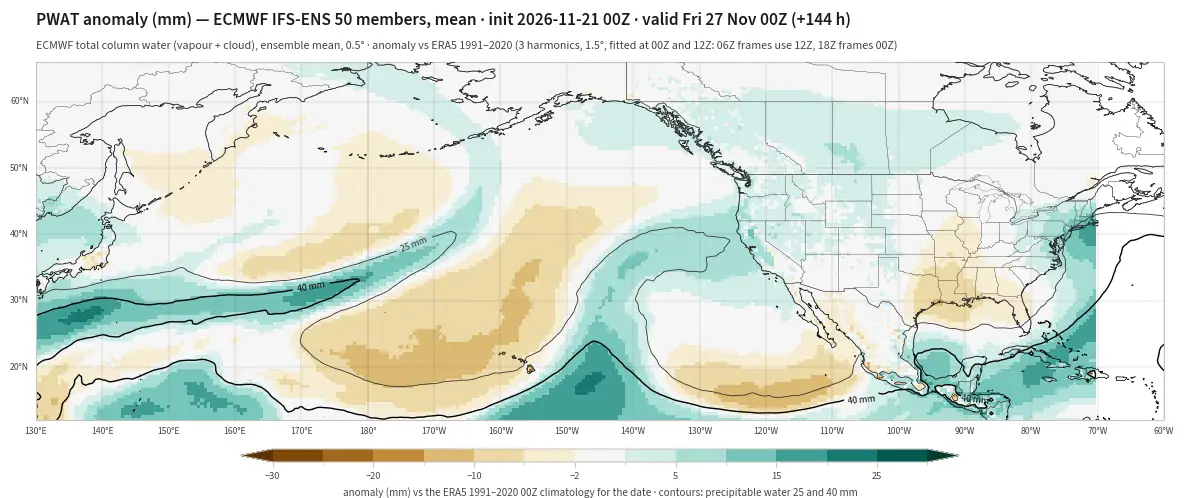 PWAT anomaly (mm) — ECMWF IFS-ENS 50 members, mean · init 2026-11-21 00Z · valid Fri 27 Nov 00Z (+144 h)
ECMWF total column water (vapour + cloud), ensemble mean, 0.5° · anomaly vs ERA5 1991–2020 (3 harmonics, 1.5°, fitted at 00Z and 12Z: 06Z frames use 12Z, 18Z frames 00Z)
60°N
50°N
40°N
25 mm
30°N
40 mm
20°N
40 mm
130°E 140°E 150°E 160°E 170°E 180° 170°W 160°W 150°W 140°W 130°W 120°W 110°W 100°W 90°W 80°W 70°W 60°W
−30 −20 −10 −2 5 15 25
anomaly (mm) vs the ERA5 1991–2020 00Z climatology for the date · contours: precipitable water 25 and 40 mm